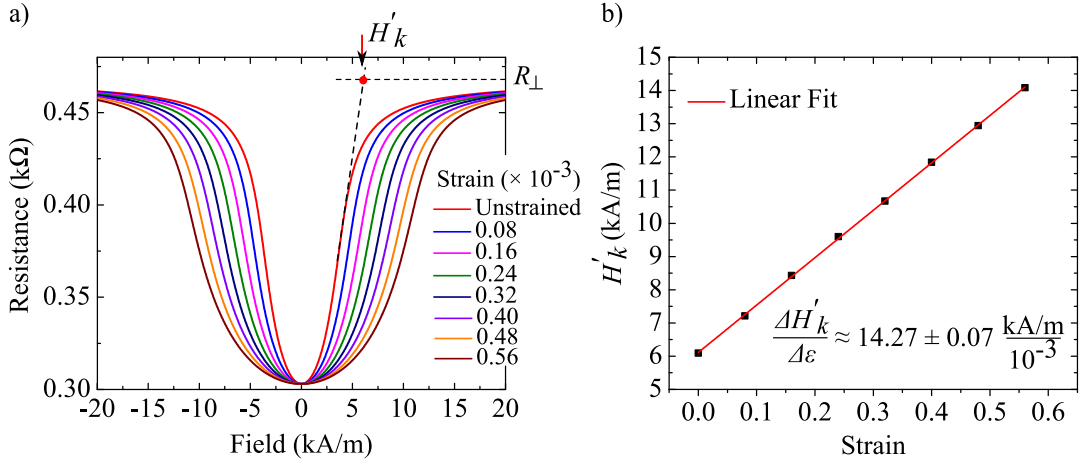 a)
H'k
R⊥
0.45
0.40
0.35
0.30
Resistance (kΩ)
Strain (× 10⁻³)
Unstrained
0.08
0.16
0.24
0.32
0.40
0.48
0.56
-20 -15 -10 -5 0 5 10 15 20
Field (kA/m)
b)
15
14
13
12
11
10
9
8
7
6
5
H'k (kA/m)
Linear Fit
ΔH'k/Δε ≈ 14.27 ± 0.07 kA/m/10⁻³
0.0 0.1 0.2 0.3 0.4 0.5 0.6
Strain